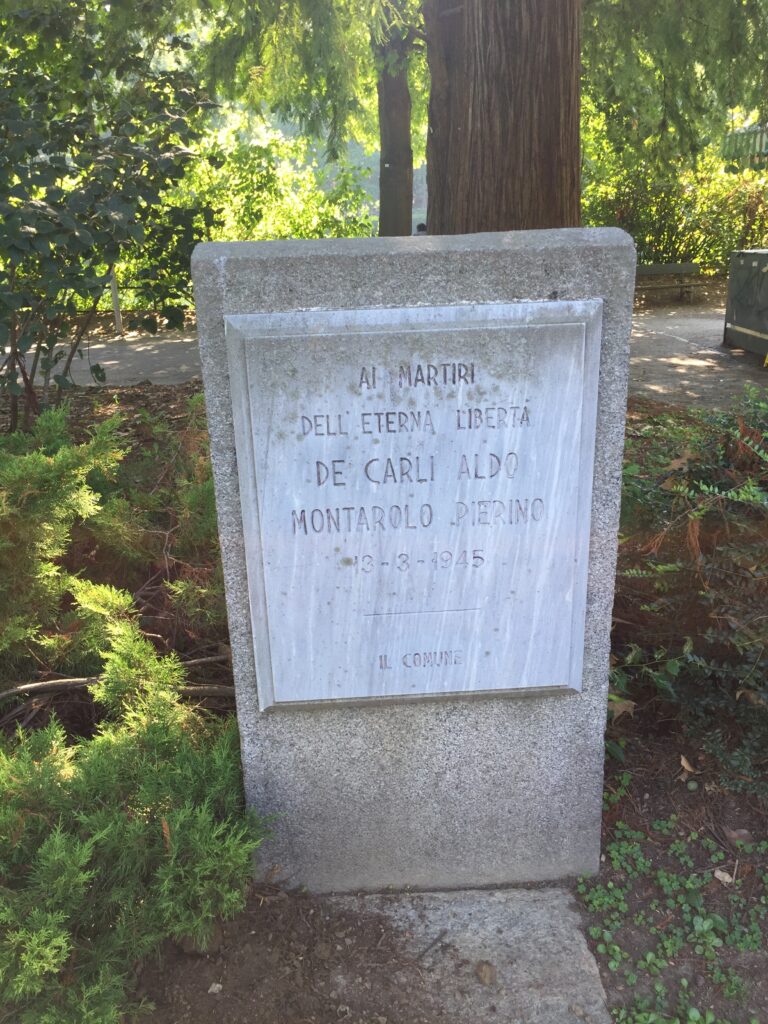 AI MARTIRI
DELL'ETERNA LIBERTÀ
DE CARLI ALDO
MONTAROLO PIERINO
13-3-1945
IL COMUNE